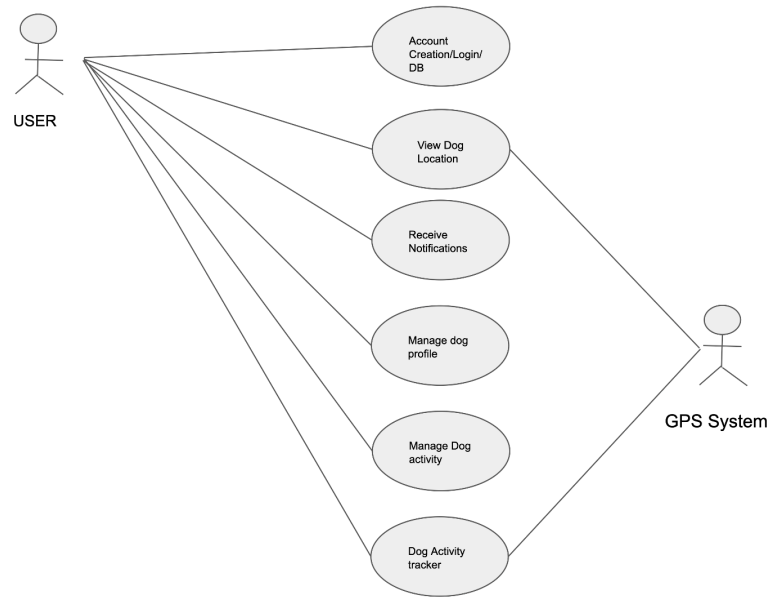 Account
Creation/Login/
DB
USER
View Dog
Location
Receive
Notifications
Manage dog
profile
GPS System
Manage Dog
activity
Dog Activity
tracker